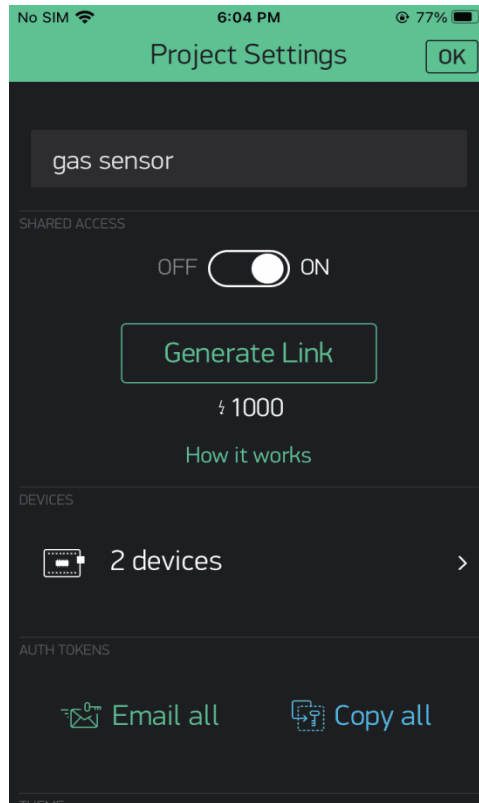 No SIM 6:04 PM 77%
Project Settings OK
gas sensor
SHARED ACCESS
OFF ON
Generate Link
1000
How it works
DEVICES
2 devices
AUTH TOKENS
Email all Copy all
THEME